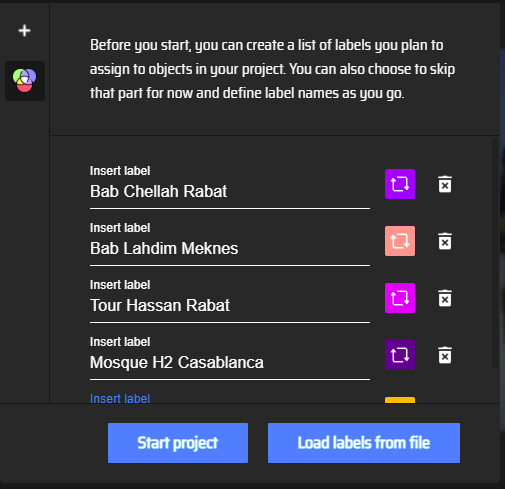 Before you start, you can create a list of labels you plan to
assign to objects in your project. You can also choose to skip
that part for now and define label names as you go.
Insert label
Bab Chellah Rabat
Insert label
Bab Lahdim Meknes
Insert label
Tour Hassan Rabat
Insert label
Mosque H2 Casablanca
Insert label
Start project
Load labels from file